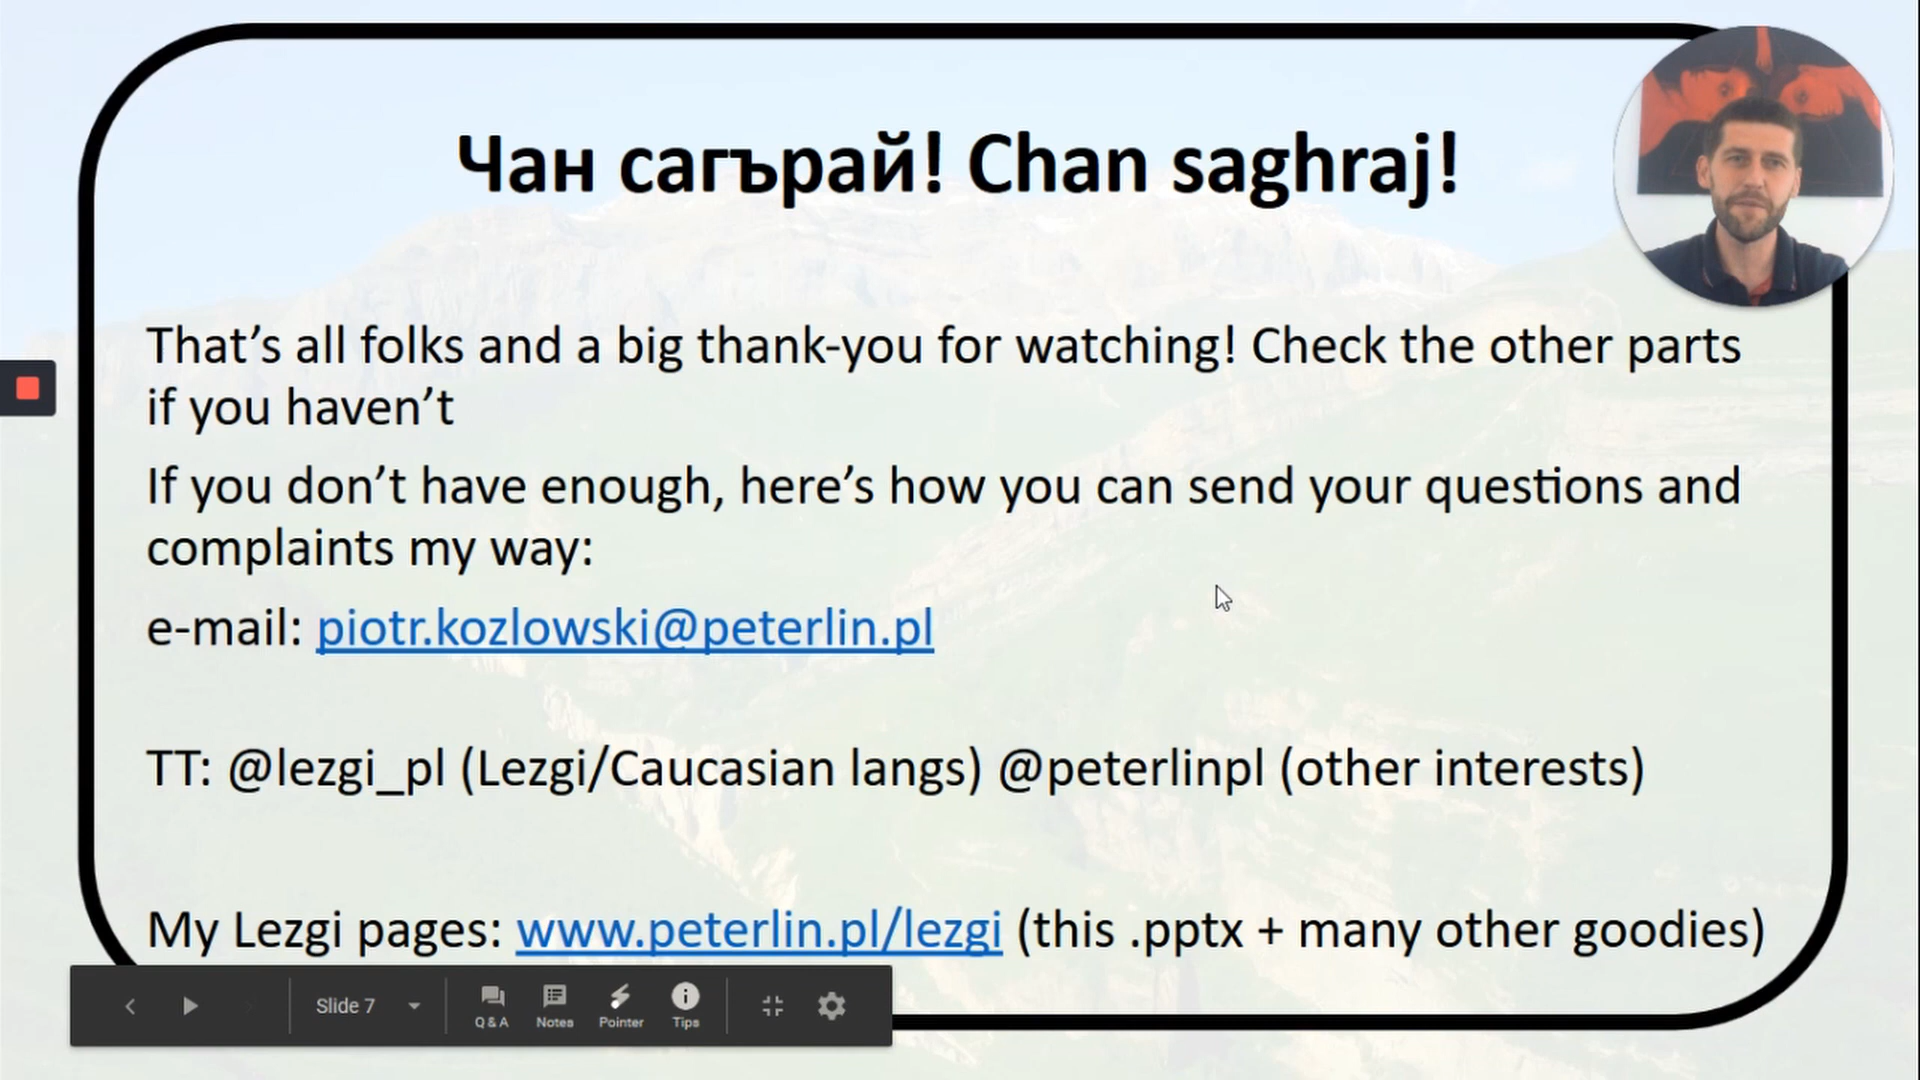 Чан сагърай! Chan saghraj!
That’s all folks and a big thank-you for watching! Check the other parts
if you haven’t
If you don’t have enough, here’s how you can send your questions and
complaints my way:
e-mail: piotr.kozlowski@peterlin.pl
TT: @lezgi_pl (Lezgi/Caucasian langs) @peterlinpl (other interests)
My Lezgi pages: www.peterlin.pl/lezgi (this .pptx + many other goodies)
Slide 7
Q & A Notes Pointer Tips